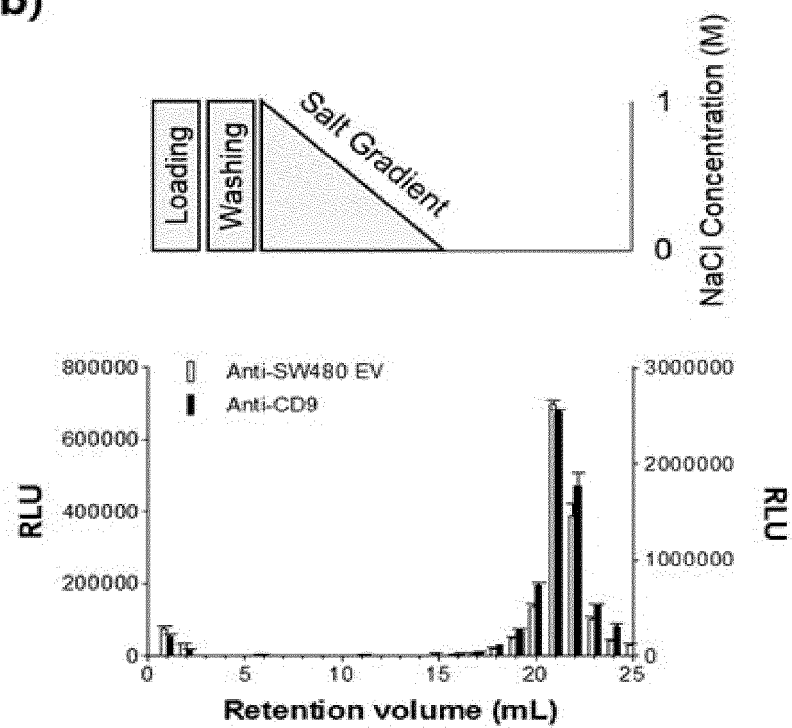 b)
Loading
Washing
Salt Gradient
1
0
NaCl Concentration (M)
800000
600000
400000
200000
0
RLU
Anti-SW480 EV
Anti-CD9
3000000
2000000
1000000
0
RLU
0 5 10 15 20 25
Retention volume (mL)